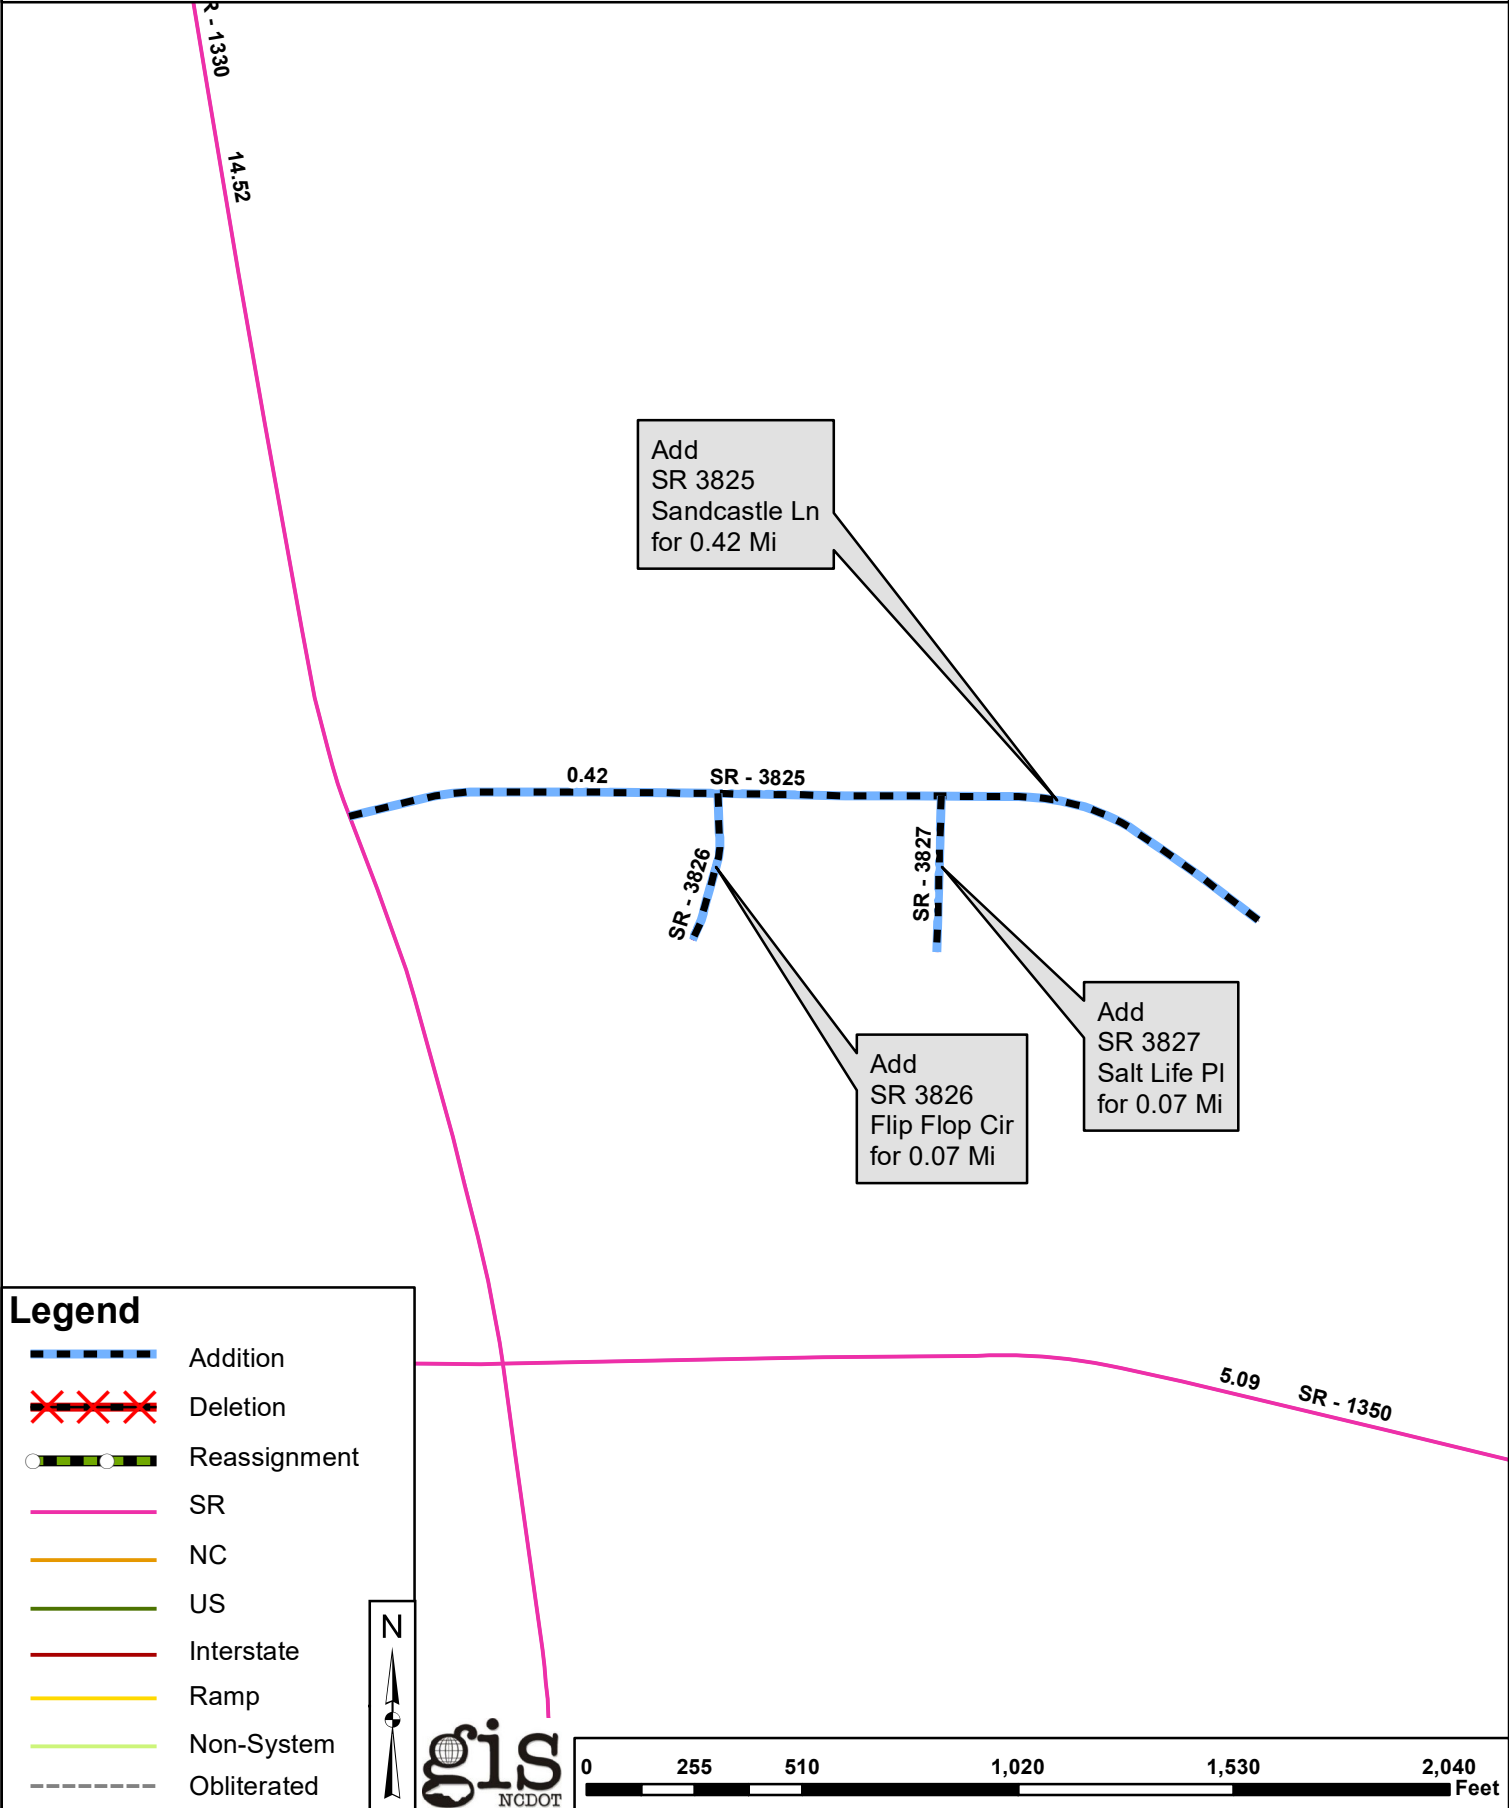 - 1330
14.52
Add
SR 3825
Sandcastle Ln
for 0.42 Mi
0.42
SR - 3825
SR - 3826
SR - 3827
Add
SR 3827
Salt Life Pl
for 0.07 Mi
Add
SR 3826
Flip Flop Cir
for 0.07 Mi
5.09
SR - 1350
Legend
Addition
Deletion
Reassignment
SR
NC
US
Interstate
Ramp
Non-System
Obliterated
N
gis
NCDOT
0 255 510 1,020 1,530 2,040
Feet